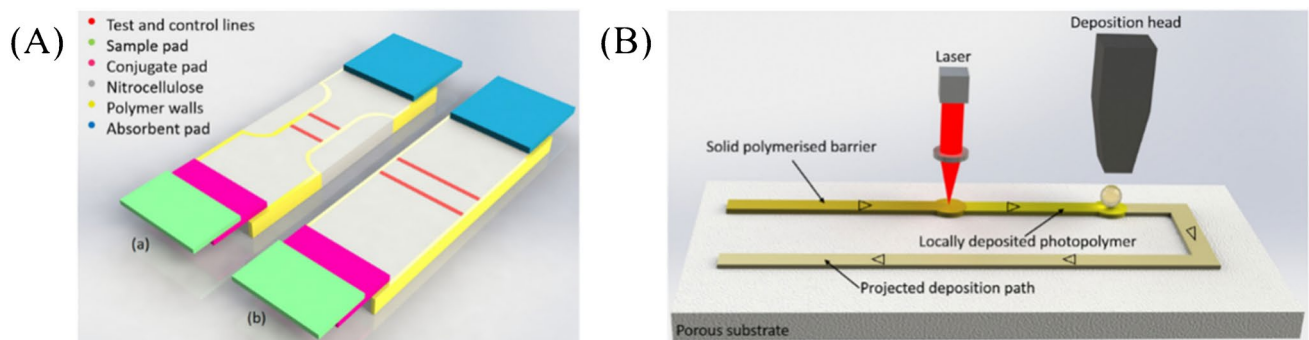 (A)
Test and control lines
Sample pad
Conjugate pad
Nitrocellulose
Polymer walls
Absorbent pad
(a)
(b)
(B)
Deposition head
Laser
Solid polymerised barrier
Locally deposited photopolymer
Projected deposition path
Porous substrate